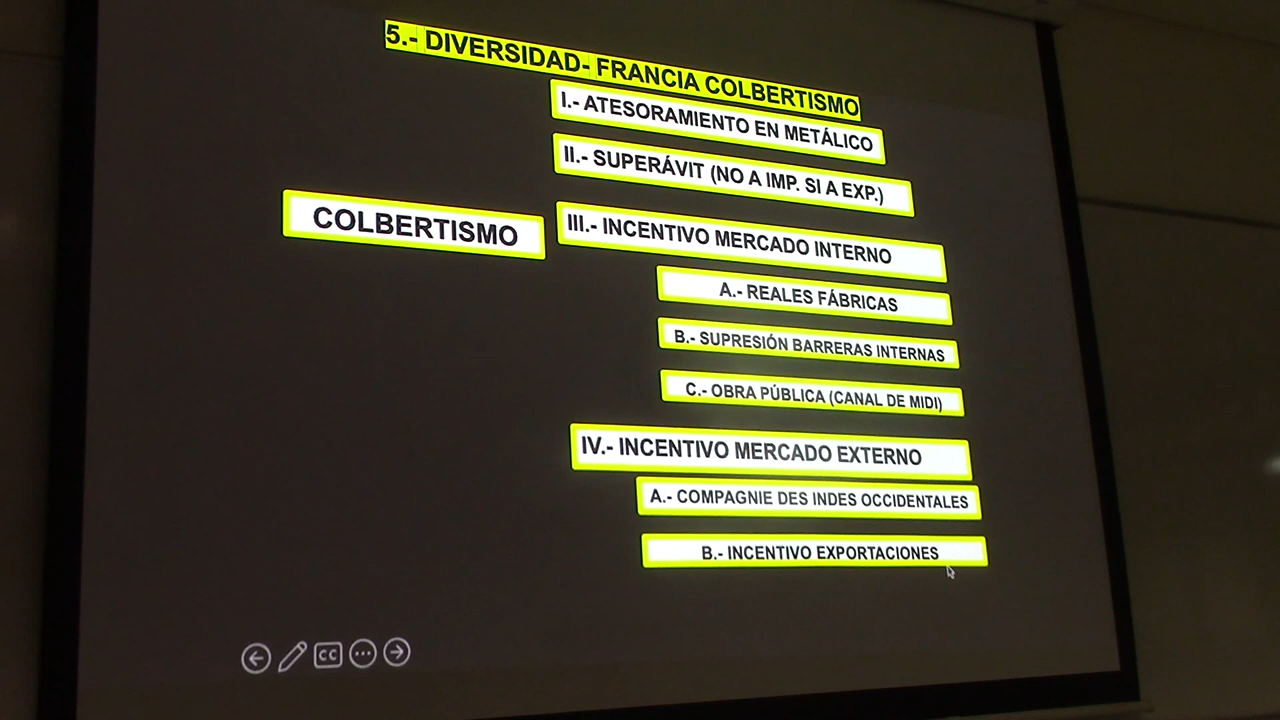 5.- DIVERSIDAD- FRANCIA COLBERTISMO
I.- ATESORAMIENTO EN METÁLICO
II.- SUPERÁVIT (NO A IMP. SI A EXP.)
COLBERTISMO
III.- INCENTIVO MERCADO INTERNO
A.- REALES FÁBRICAS
B.- SUPRESIÓN BARRERAS INTERNAS
C.- OBRA PÚBLICA (CANAL DE MIDI)
IV.- INCENTIVO MERCADO EXTERNO
A.- COMPAGNIE DES INDES OCCIDENTALES
B.- INCENTIVO EXPORTACIONES
CC